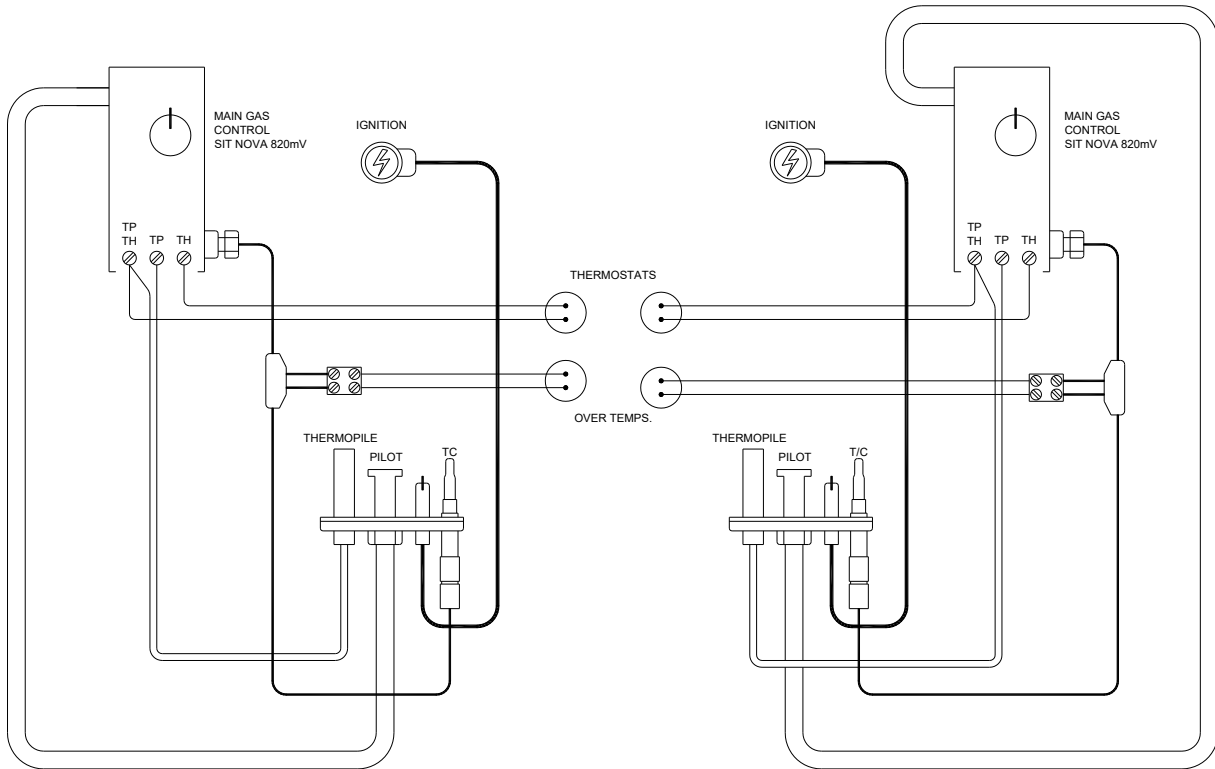 MAIN GAS
CONTROL
SIT NOVA 820mV
IGNITION
TP
TH
TP
TH
THERMOSTATS
OVER TEMPS.
THERMOPILE
PILOT
TC
IGNITION
MAIN GAS
CONTROL
SIT NOVA 820mV
TP
TH
TP
TH
THERMOPILE
PILOT
T/C